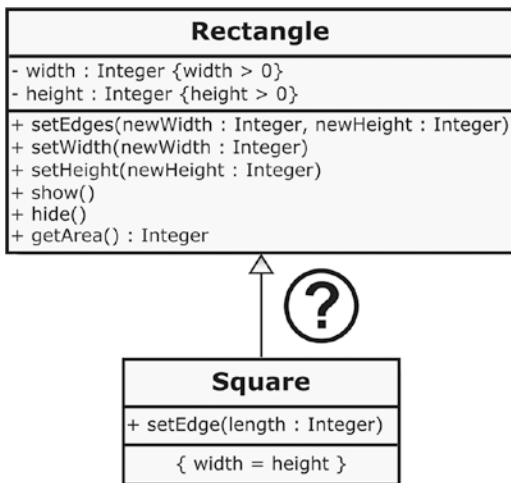 Rectangle
- width : Integer {width > 0}
- height : Integer {height > 0}
+ setEdges(newWidth : Integer, newHeight : Integer)
+ setWidth(newWidth : Integer)
+ setHeight(newHeight : Integer)
+ show()
+ hide()
+ getArea() : Integer
?
Square
+ setEdge(length : Integer)
{ width = height }